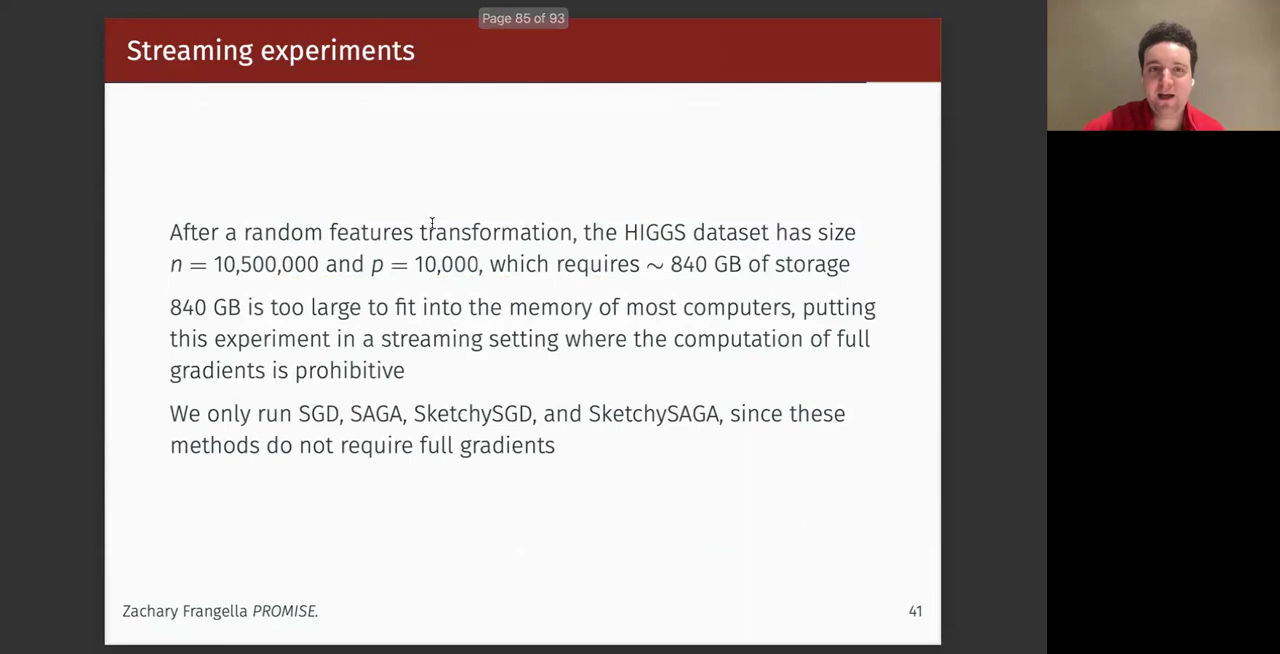 Page 85 of 93
Streaming experiments
After a random features transformation, the HIGGS dataset has size
n = 10,500,000 and p = 10,000, which requires ~ 840 GB of storage
840 GB is too large to fit into the memory of most computers, putting
this experiment in a streaming setting where the computation of full
gradients is prohibitive
We only run SGD, SAGA, SketchySGD, and SketchySAGA, since these
methods do not require full gradients
Zachary Frangella PROMISE.
41